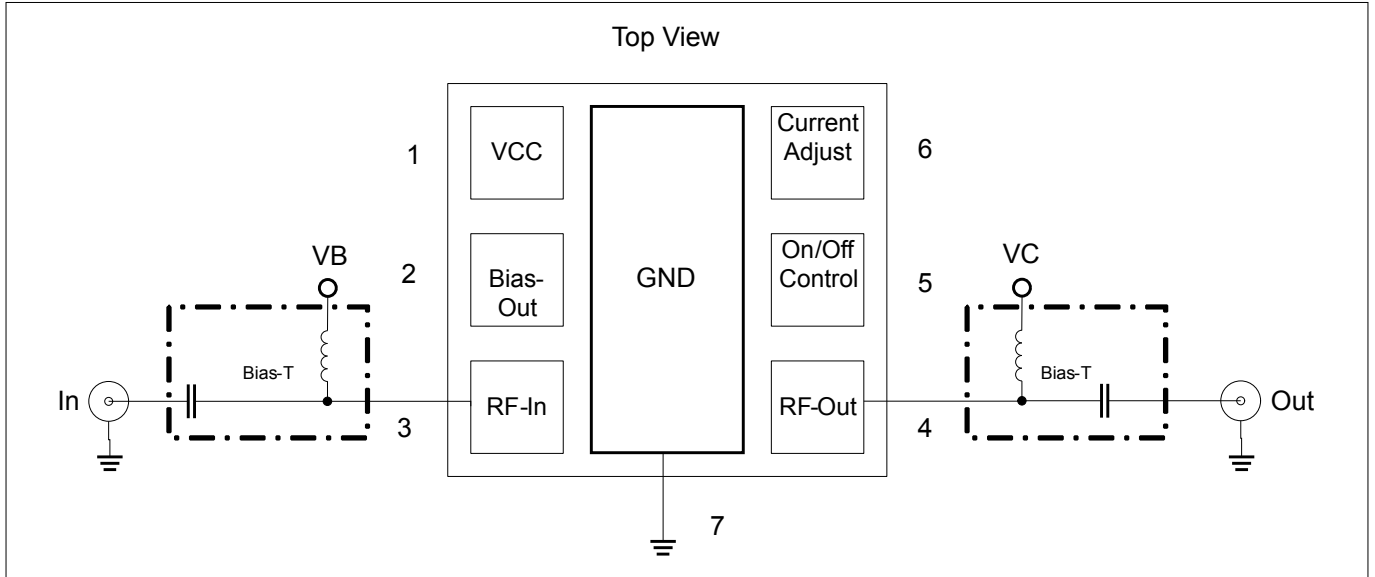 Top View
1
VCC
Current
Adjust
6
VB
2
Bias-
Out
GND
On/Off
Control
5
VC
In
Bias-T
3
RF-In
RF-Out
4
Bias-T
Out
7